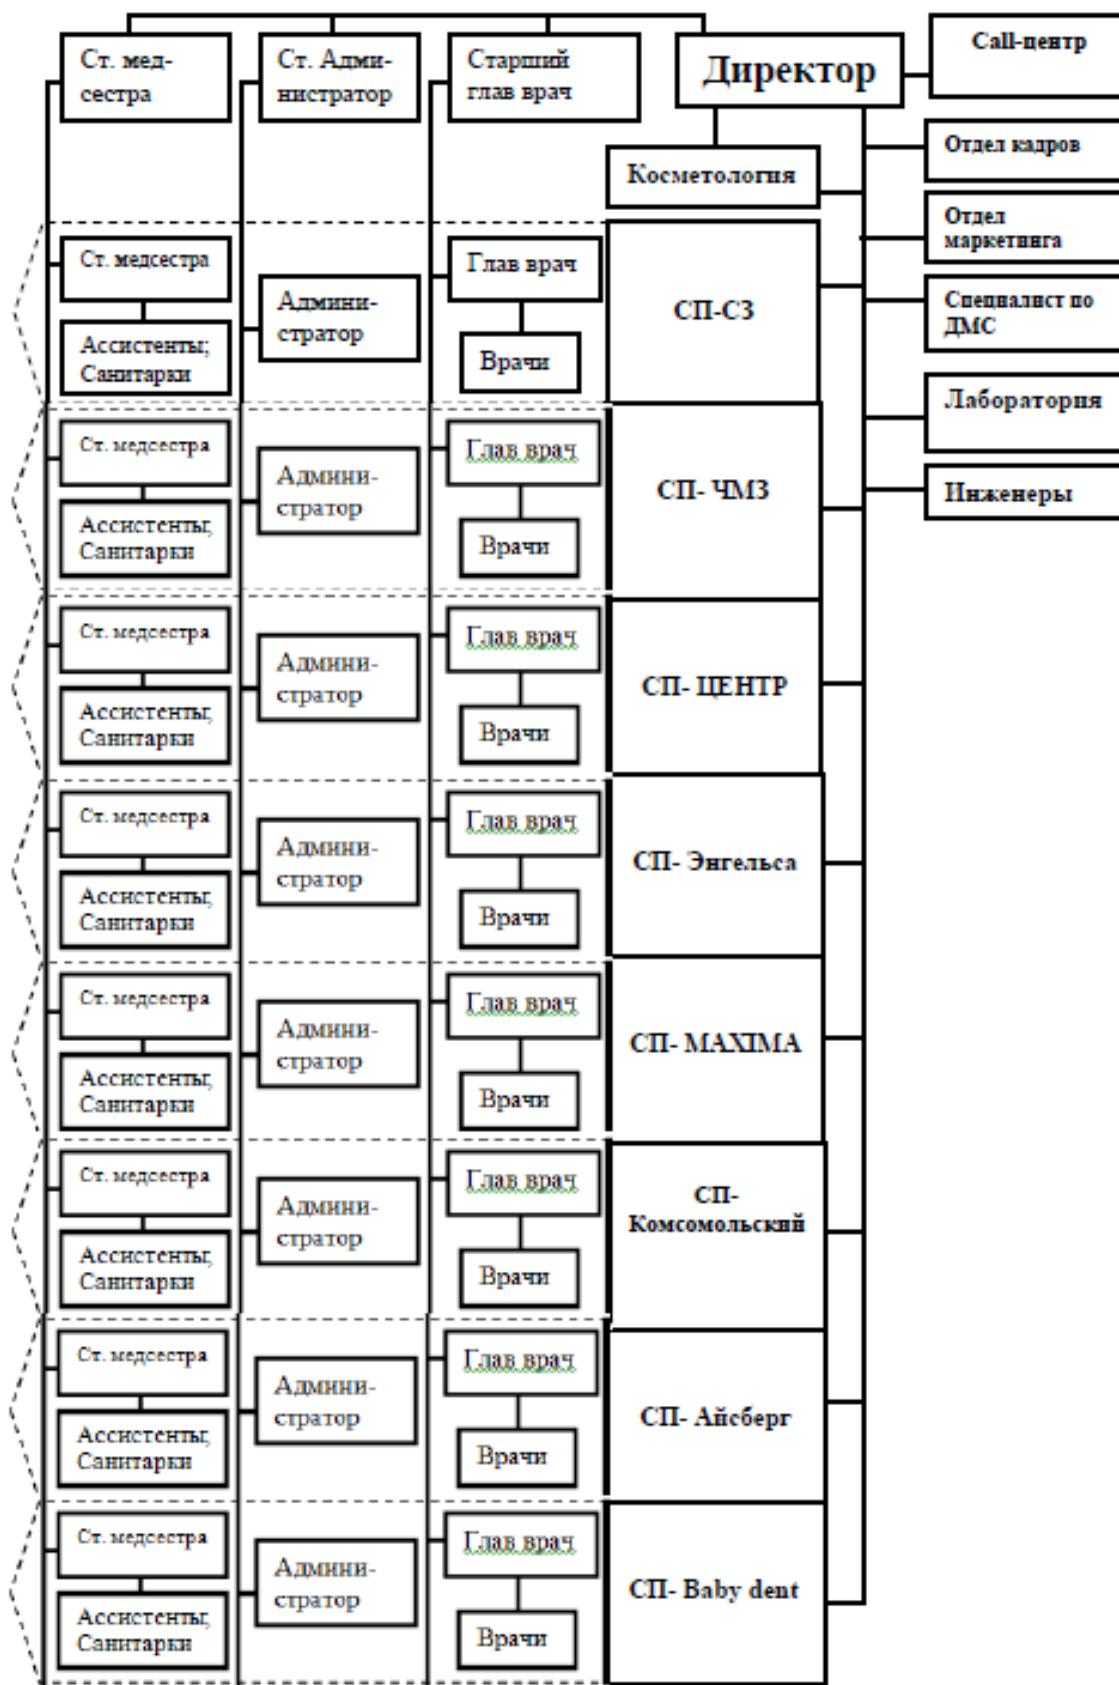 Ст. мед-
сестра
Ст. Адми-
нистратор
Старший
глав врач
Директор
Call-центр
Косметология
Отдел кадров
Отдел
маркетинга
Специалист по
ДМС
Лаборатория
Инженеры
Ст. медсестра
Ассистенты;
Санитарки
Админи-
стратор
Глав врач
Врачи
СП-СЗ
Ст. медсестра
Ассистенты;
Санитарки
Админи-
стратор
Глав врач
Врачи
СП- ЧМЗ
Ст. медсестра
Ассистенты;
Санитарки
Админи-
стратор
Глав врач
Врачи
СП- ЦЕНТР
Ст. медсестра
Ассистенты;
Санитарки
Админи-
стратор
Глав врач
Врачи
СП- Энгельса
Ст. медсестра
Ассистенты;
Санитарки
Админи-
стратор
Глав врач
Врачи
СП- MAXIMA
Ст. медсестра
Ассистенты;
Санитарки
Админи-
стратор
Глав врач
Врачи
СП-
Комсомольский
Ст. медсестра
Ассистенты;
Санитарки
Админи-
стратор
Глав врач
Врачи
СП- Айсберг
Ст. медсестра
Ассистенты;
Санитарки
Админи-
стратор
Глав врач
Врачи
СП- Baby dent